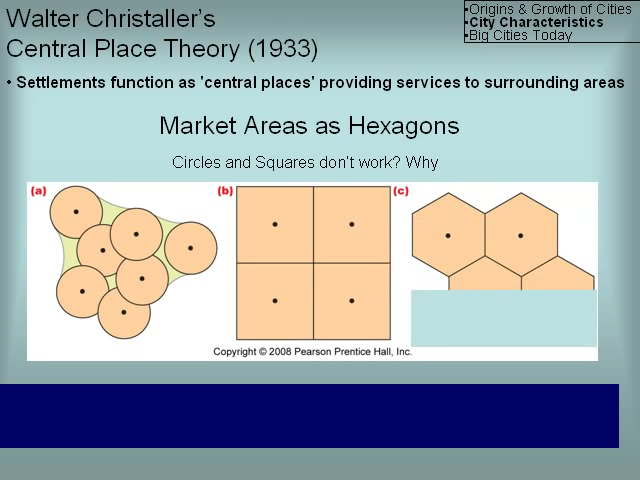 Walter Christaller's
Central Place Theory (1933)
•Origins & Growth of Cities
•City Characteristics
•Big Cities Today
• Settlements function as 'central places' providing services to surrounding areas
Market Areas as Hexagons
Circles and Squares don't work? Why
(a)
(b)
(c)
Copyright © 2008 Pearson Prentice Hall, Inc.